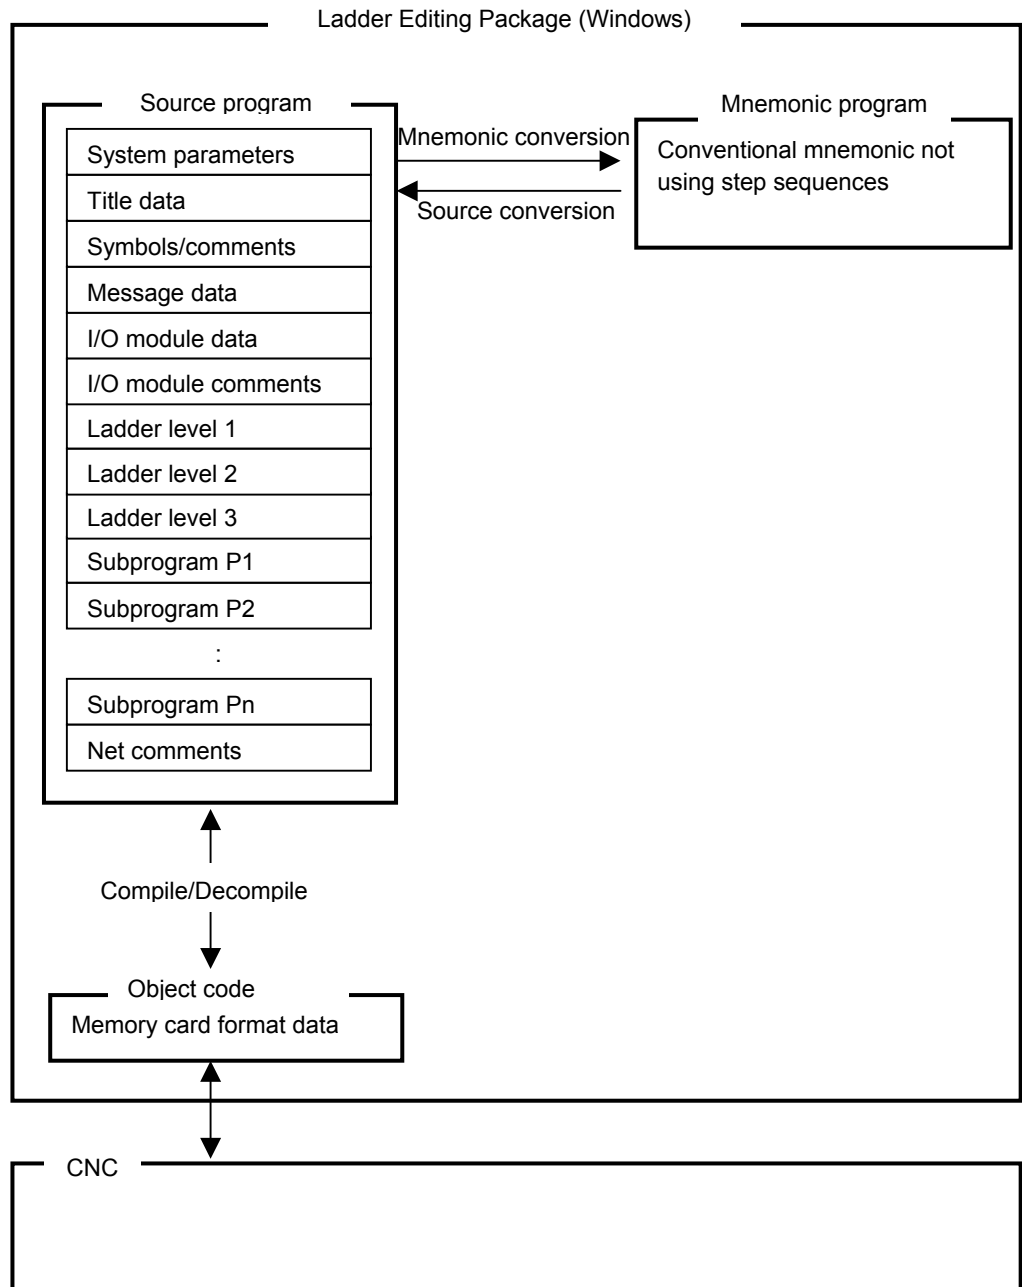 Ladder Editing Package (Windows)
Source program
System parameters
Title data
Symbols/comments
Message data
I/O module data
I/O module comments
Ladder level 1
Ladder level 2
Ladder level 3
Subprogram P1
Subprogram P2
:
Subprogram Pn
Net comments
Mnemonic conversion
Source conversion
Mnemonic program
Conventional mnemonic not
using step sequences
Compile/Decompile
Object code
Memory card format data
CNC